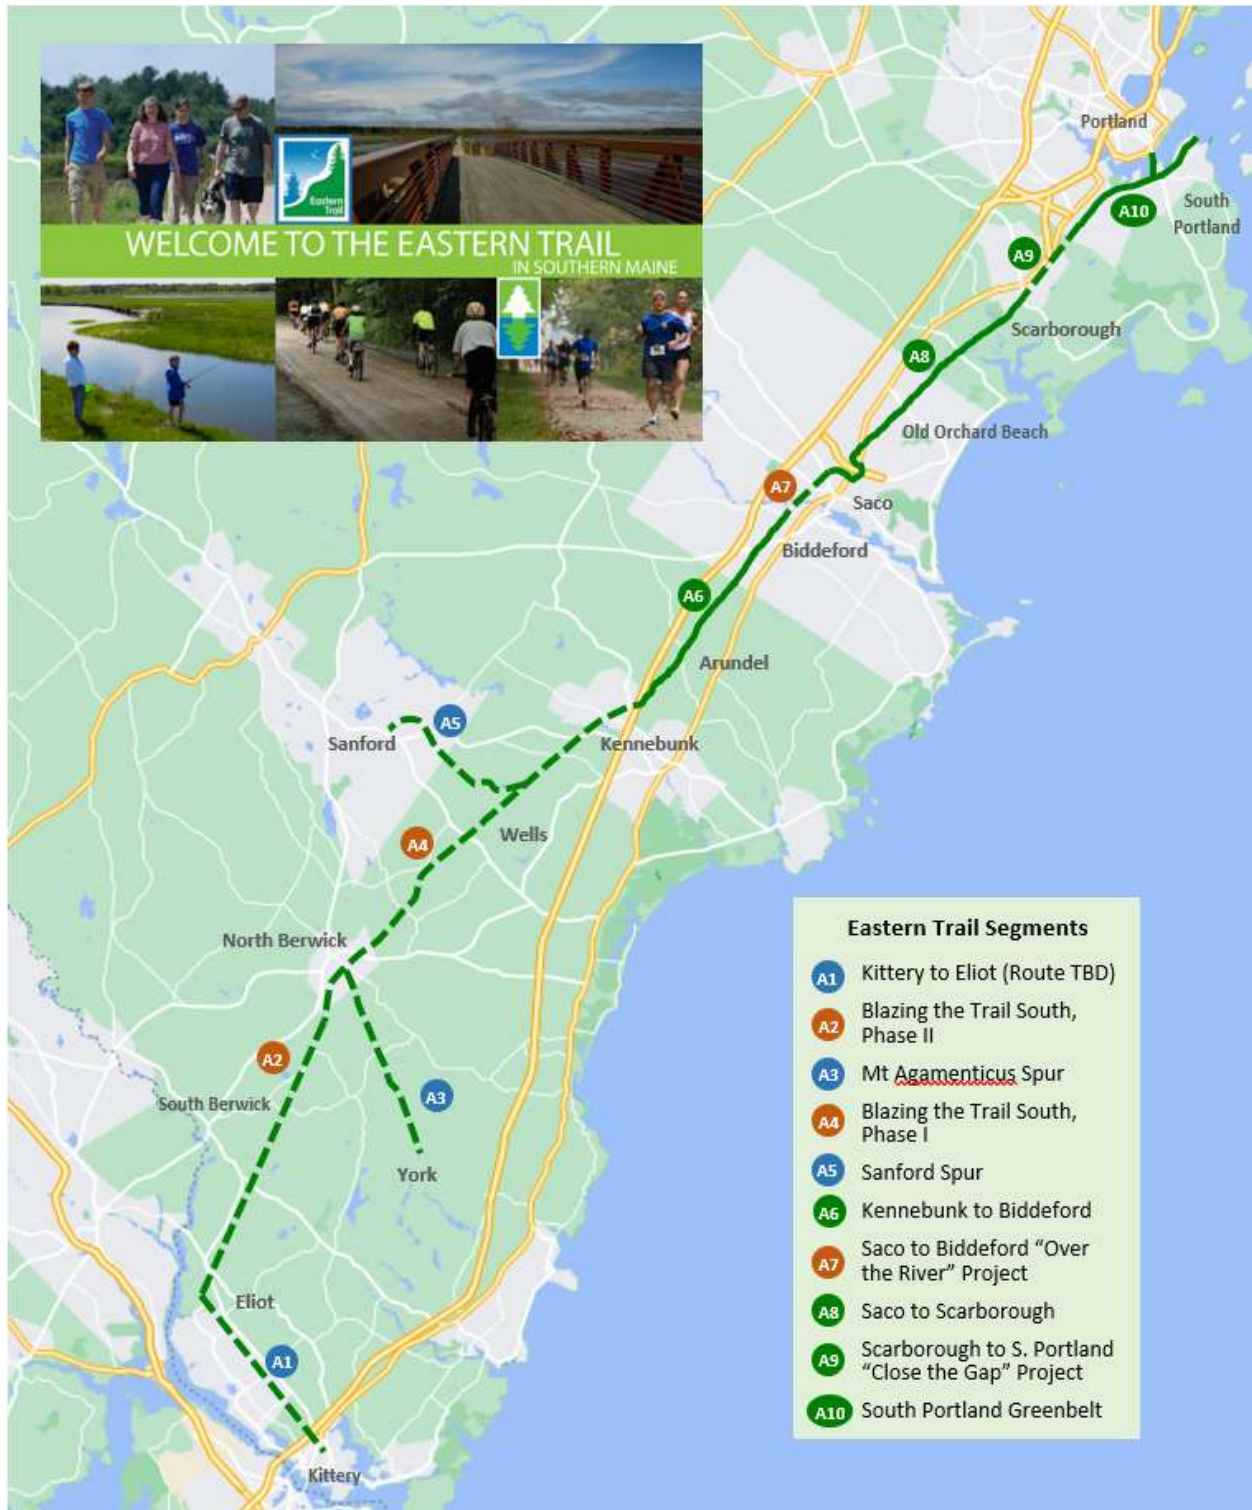 Eastern
Trail
WELCOME TO THE EASTERN TRAIL
IN SOUTHERN MAINE
Portland
A10
South
Portland
A9
Scarborough
A8
Old Orchard Beach
A7
Saco
Biddeford
A6
Arundel
A5
Sanford
Kennebunk
A4
Wells
North Berwick
A2
South Berwick
A3
York
Eliot
A1
Kittery
Eastern Trail Segments
A1 Kittery to Eliot (Route TBD)
A2 Blazing the Trail South,
Phase II
A3 Mt Agamenticus Spur
A4 Blazing the Trail South,
Phase I
A5 Sanford Spur
A6 Kennebunk to Biddeford
A7 Saco to Biddeford “Over
the River” Project
A8 Saco to Scarborough
A9 Scarborough to S. Portland
“Close the Gap” Project
A10 South Portland Greenbelt